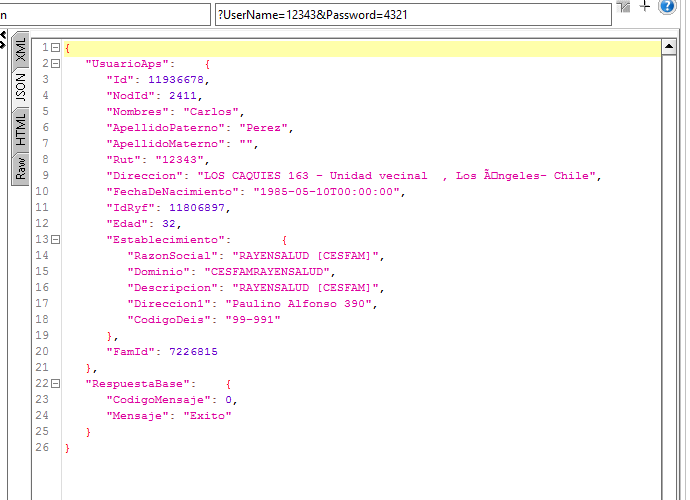 n
?UserName=12343&Password=4321
XML
JSON
HTML
Raw
1 {
2 "UsuarioAps": {
3 "Id": 11936678,
4 "NodId": 2411,
5 "Nombres": "Carlos",
6 "ApellidoPaterno": "Perez",
7 "ApellidoMaterno": "",
8 "Rut": "12343",
9 "Direccion": "LOS CAQUIES 163 - Unidad vecinal , Los Ã□ngeles- Chile",
10 "FechaDeNacimiento": "1985-05-10T00:00:00",
11 "IdRyf": 11806897,
12 "Edad": 32,
13 "Establecimiento": {
14 "RazonSocial": "RAYENSALUD [CESFAM]",
15 "Dominio": "CESFAMRAYENSALUD",
16 "Descripcion": "RAYENSALUD [CESFAM]",
17 "Direccion1": "Paulino Alfonso 390",
18 "CodigoDeis": "99-991"
19 },
20 "FamId": 7226815
21 },
22 "RespuestaBase": {
23 "CodigoMensaje": 0,
24 "Mensaje": "Exito"
25 }
26 }